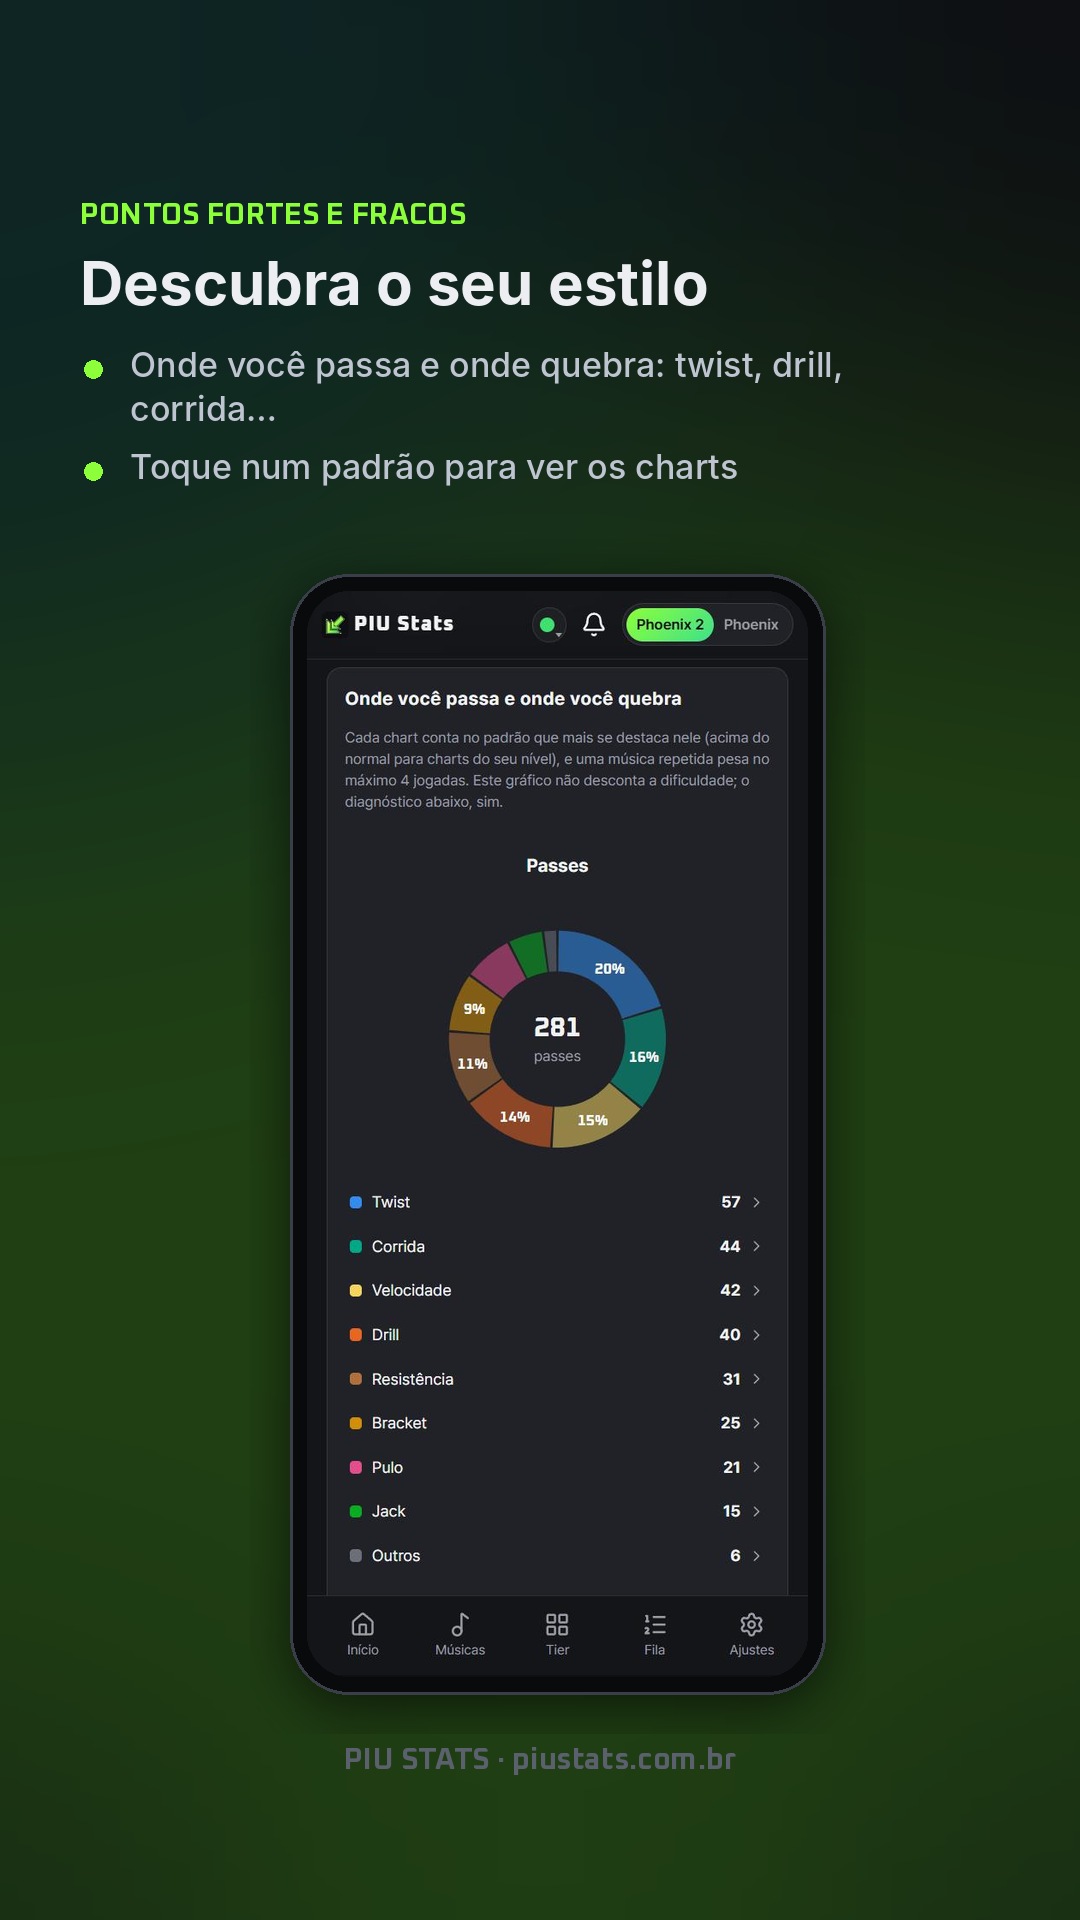 PONTOS FORTES E FRACOS
Descubra o seu estilo
Onde você passa e onde quebra: twist, drill,
corrida...
Toque num padrão para ver os charts
PIU Stats
Phoenix 2
Phoenix
Onde você passa e onde você quebra
Cada chart conta no padrão que mais se destaca nele (acima do
normal para charts do seu nível), e uma música repetida pesa no
máximo 4 jogadas. Este gráfico não desconta a dificuldade; o
diagnóstico abaixo, sim.
Passes
20%
9%
281
passes
16%
11%
14%
15%
Twist 57
Corrida 44
Velocidade 42
Drill 40
Resistência 31
Bracket 25
Pulo 21
Jack 15
Outros 6
Início
Músicas
Tier
Fila
Ajustes
PIU STATS · piustats.com.br